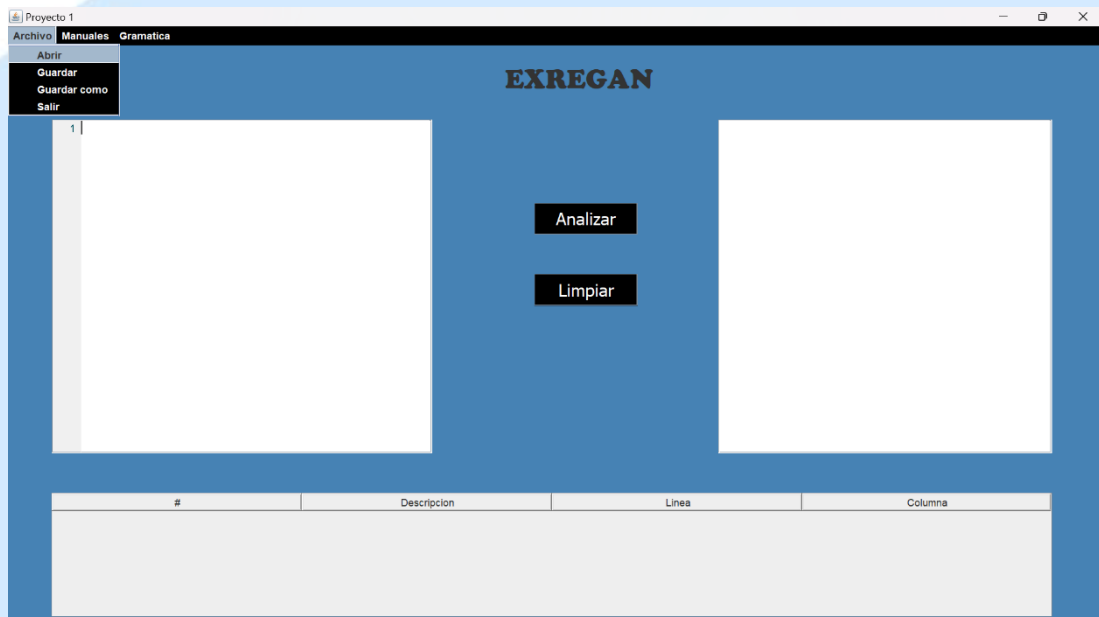 Proyecto 1
Archivo Manuales Gramatica
Abrir
Guardar
Guardar como
Salir
EXREGAN
1
Analizar
Limpiar
# Descripcion Linea Columna